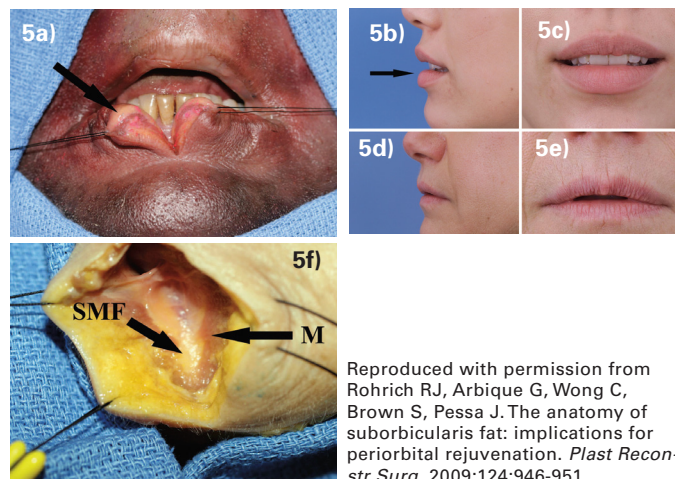 5a)
5b)
5c)
5d)
5e)
5f)
SMF
M
Reproduced with permission from
Rohrich RJ, Arbique G, Wong C,
Brown S, Pessa J. The anatomy of
suborbicularis fat: implications for
periorbital rejuvenation. Plast Recon-
str Surg. 2009;124:946-951